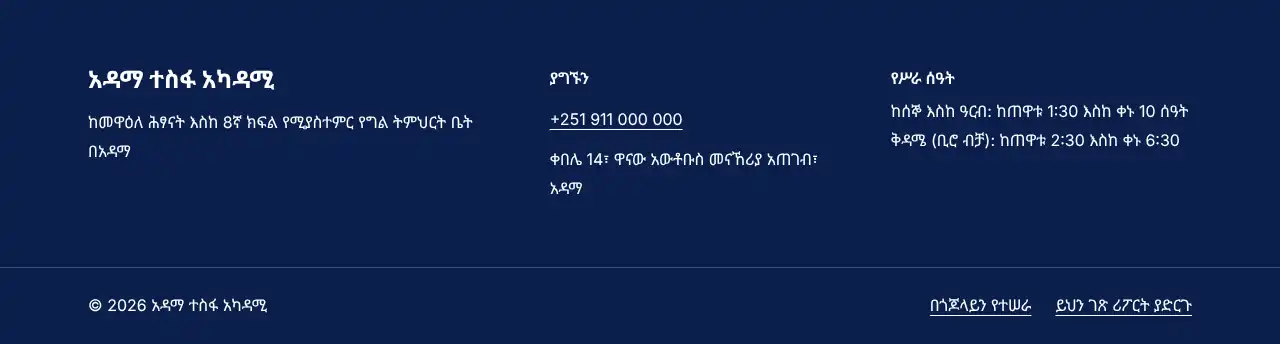 አዳማ ተስፋ አካዳሚ
ከመዋዕለ ሕፃናት እስከ 8ኛ ክፍል የሚያስተምር የግል ትምህርት ቤት
በአዳማ
ያግኙን
+251 911 000 000
ቀበሌ 14፣ ዋናው አውቶቡስ መናኸሪያ አጠገብ፣
አዳማ
የሥራ ሰዓት
ከሰኞ እስከ ዓርብ: ከጠዋቱ 1:30 እስከ ቀኑ 10 ሰዓት
ቅዳሜ (ቢሮ ብቻ): ከጠዋቱ 2:30 እስከ ቀኑ 6:30
© 2026 አዳማ ተስፋ አካዳሚ
በጎጆላይን የተሠራ
ይህን ገጽ ሪፖርት ያድርጉ